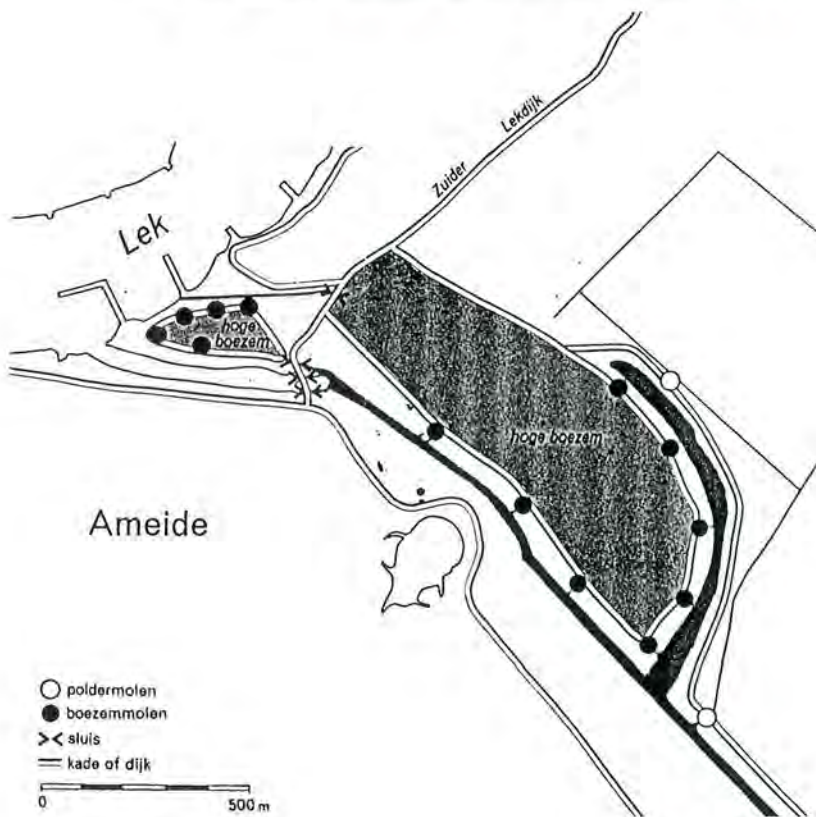 Zuider Lekdijk
Lek
hoge
boezem
hoge boezem
Ameide
poldermolen
boezemmolen
sluis
kade of dijk
0 500 m